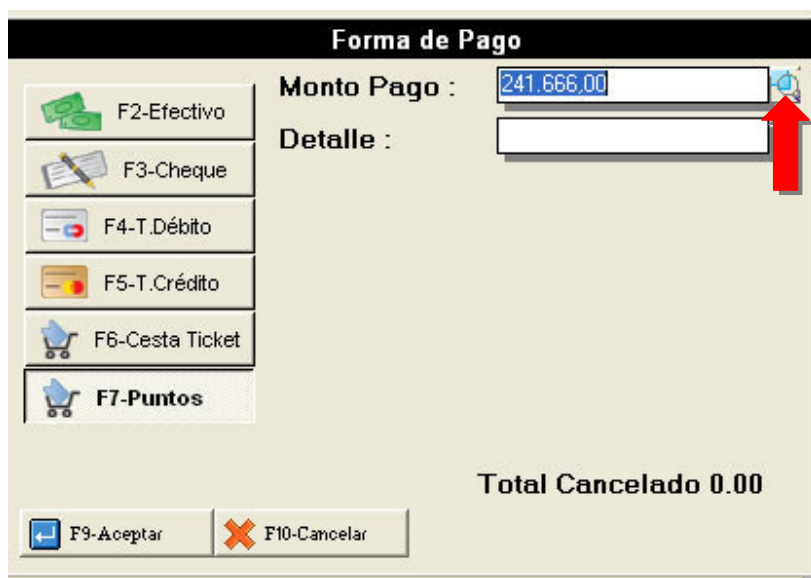 Forma de Pago
F2-Efectivo
F3-Cheque
F4-T.Débito
F5-T.Crédito
F6-Cesta Ticket
F7-Puntos
Monto Pago : 241.666,00
Detalle :
Total Cancelado 0.00
F9-Aceptar
F10-Cancelar